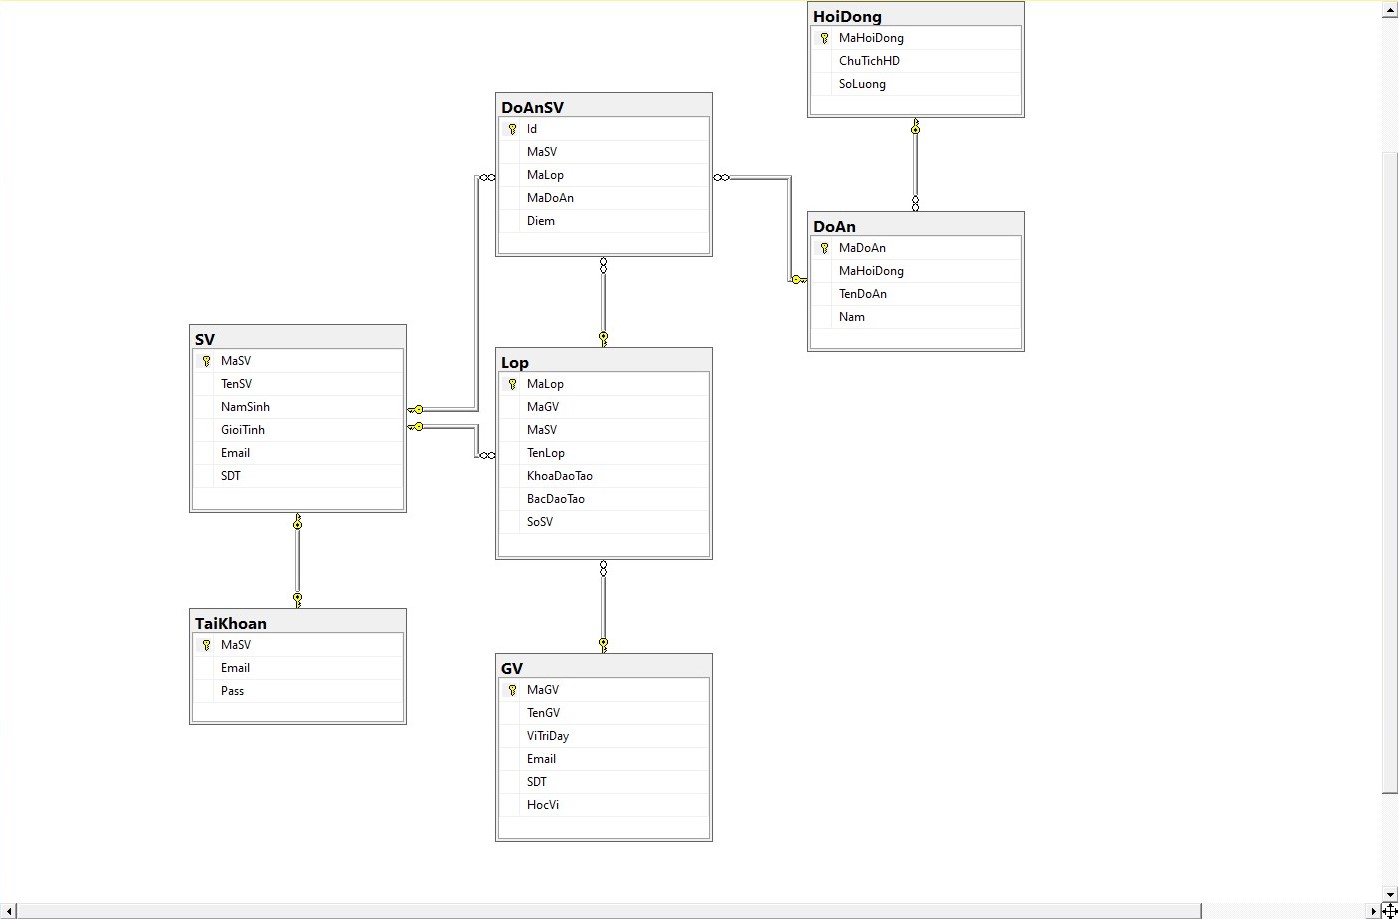 HoiDong
MaHoiDong
ChuTichHD
SoLuong
DoAnSV
Id
MaSV
MaLop
MaDoAn
Diem
DoAn
MaDoAn
MaHoiDong
TenDoAn
Nam
SV
MaSV
TenSV
NamSinh
GioiTinh
Email
SDT
Lop
MaLop
MaGV
MaSV
TenLop
KhoaDaoTao
BacDaoTao
SoSV
TaiKhoan
MaSV
Email
Pass
GV
MaGV
TenGV
ViTriDay
Email
SDT
HocVi